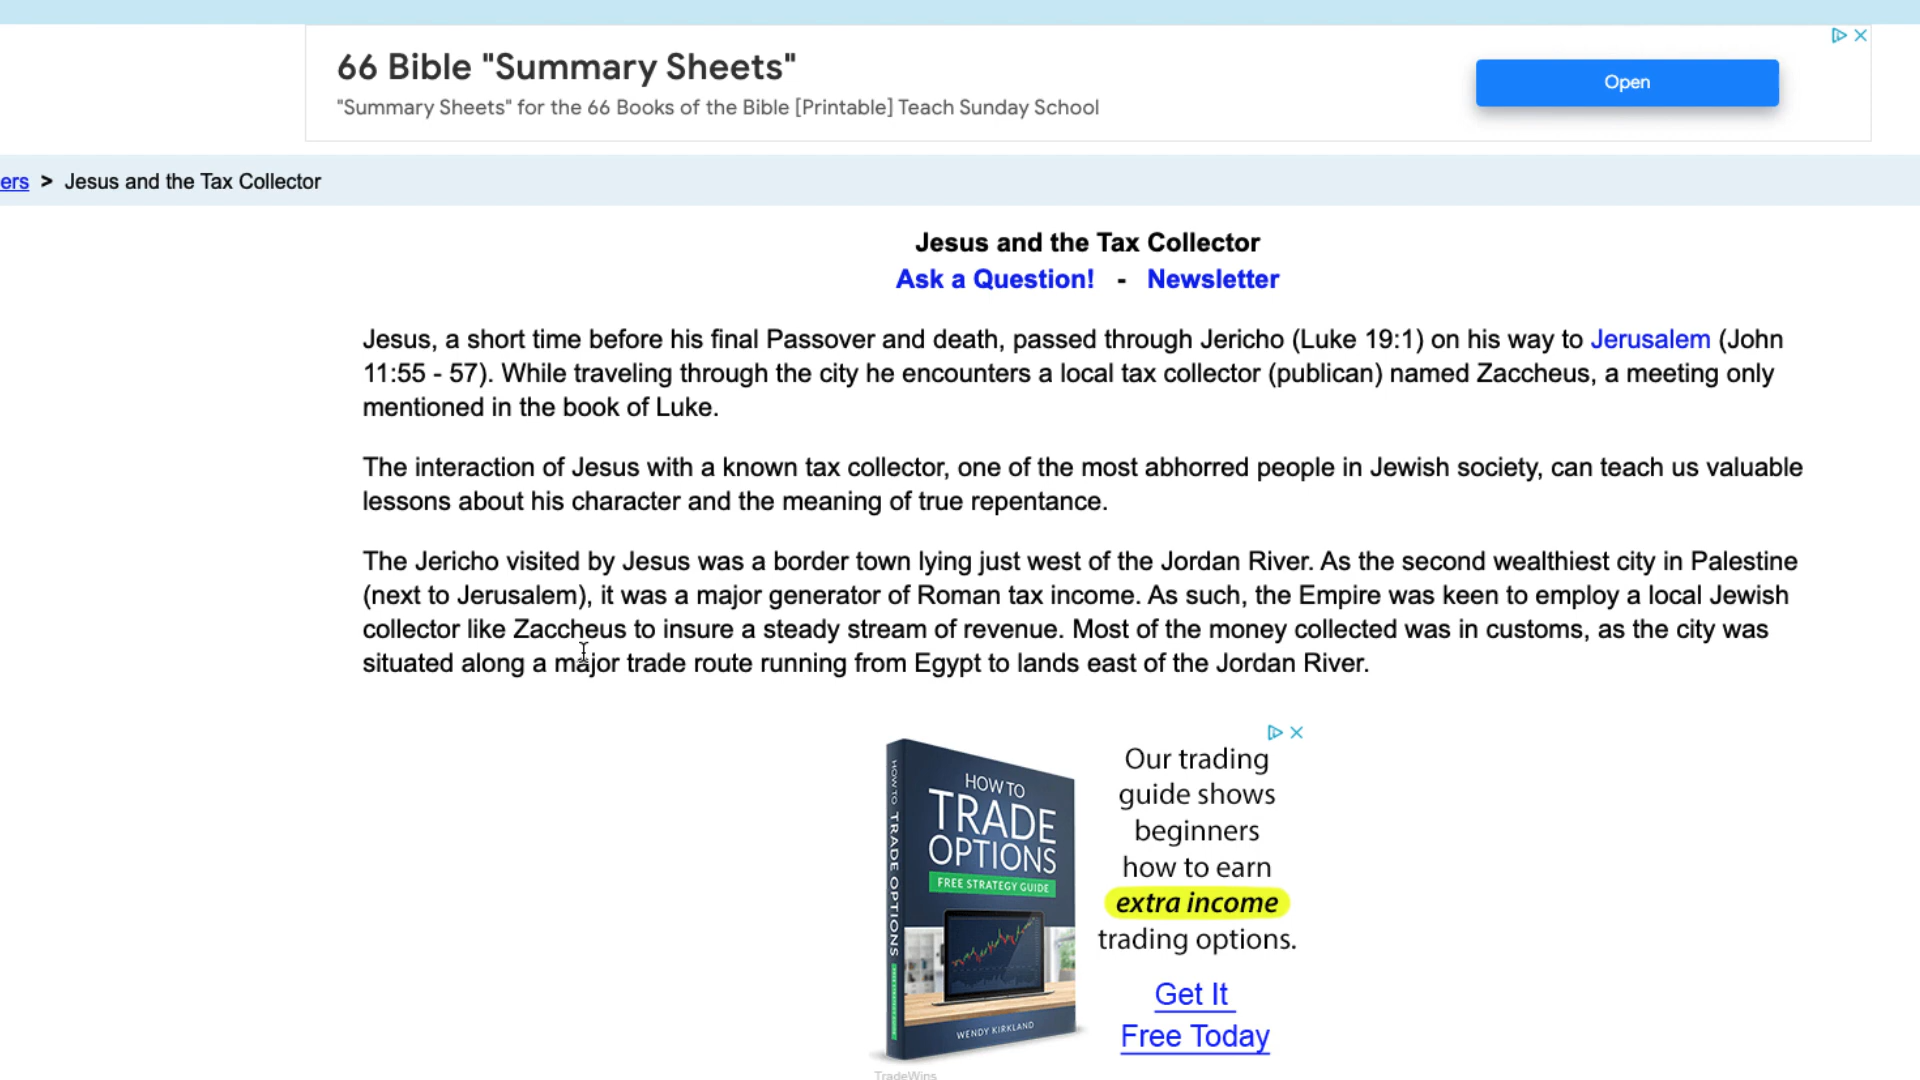 66 Bible "Summary Sheets"
"Summary Sheets" for the 66 Books of the Bible [Printable] Teach Sunday School
Open
ers > Jesus and the Tax Collector
Jesus and the Tax Collector
Ask a Question! - Newsletter
Jesus, a short time before his final Passover and death, passed through Jericho (Luke 19:1) on his way to Jerusalem (John
11:55 - 57). While traveling through the city he encounters a local tax collector (publican) named Zaccheus, a meeting only
mentioned in the book of Luke.
The interaction of Jesus with a known tax collector, one of the most abhorred people in Jewish society, can teach us valuable
lessons about his character and the meaning of true repentance.
The Jericho visited by Jesus was a border town lying just west of the Jordan River. As the second wealthiest city in Palestine
(next to Jerusalem), it was a major generator of Roman tax income. As such, the Empire was keen to employ a local Jewish
collector like Zaccheus to insure a steady stream of revenue. Most of the money collected was in customs, as the city was
situated along a major trade route running from Egypt to lands east of the Jordan River.
HOW TO TRADE OPTIONS
HOW TO
TRADE
OPTIONS
FREE STRATEGY GUIDE
WENDY KIRKLAND
TradeWins
Our trading
guide shows
beginners
how to earn
extra income
trading options.
Get It
Free Today